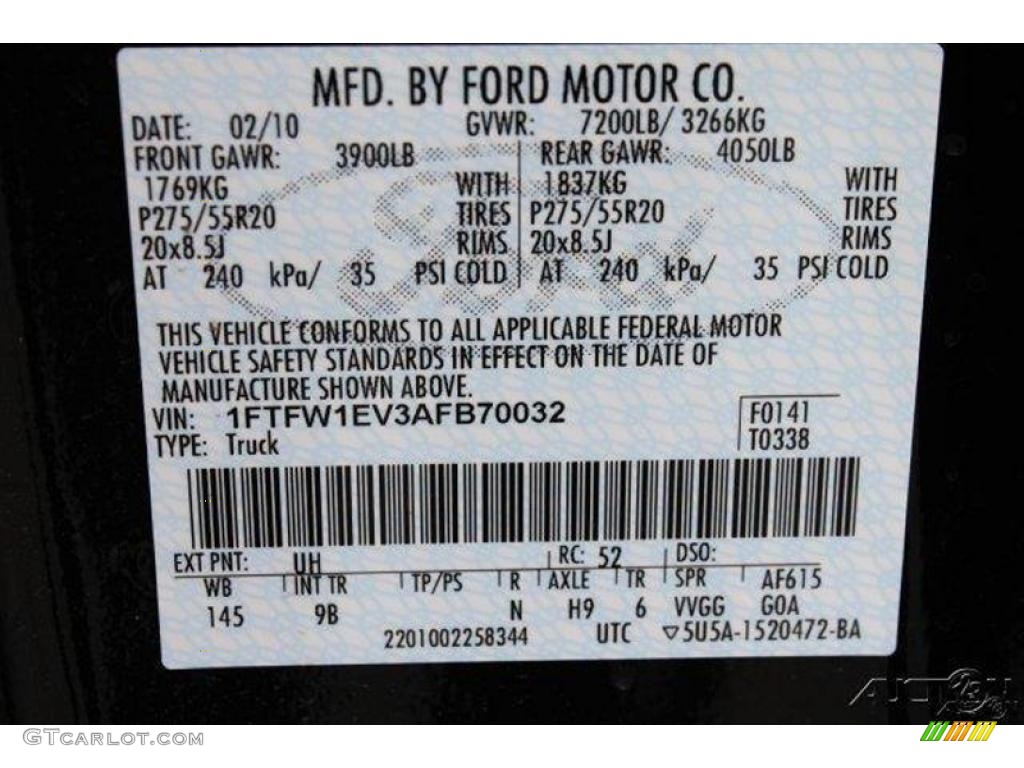 MFD. BY FORD MOTOR CO.
DATE: 02/10 GVWR: 7200LB/ 3266KG
FRONT GAWR: 3900LB REAR GAWR: 4050LB
1769KG WITH 1837KG WITH
P275/55R20 TIRES P275/55R20 TIRES
20x8.5J RIMS 20x8.5J RIMS
AT 240 kPa/ 35 PSI COLD AT 240 kPa/ 35 PSI COLD
THIS VEHICLE CONFORMS TO ALL APPLICABLE FEDERAL MOTOR
VEHICLE SAFETY STANDARDS IN EFFECT ON THE DATE OF
MANUFACTURE SHOWN ABOVE.
VIN: 1FTFW1EV3AFB70032 F0141
TYPE: Truck T0338
EXT PNT: UH RC: 52 DSO:
WB INT TR TP/PS R AXLE TR SPR AF615
145 9B N H9 6 VVGG GOA
2201002258344 UTC ▽5U5A-1520472-BA
GTCarlot.com